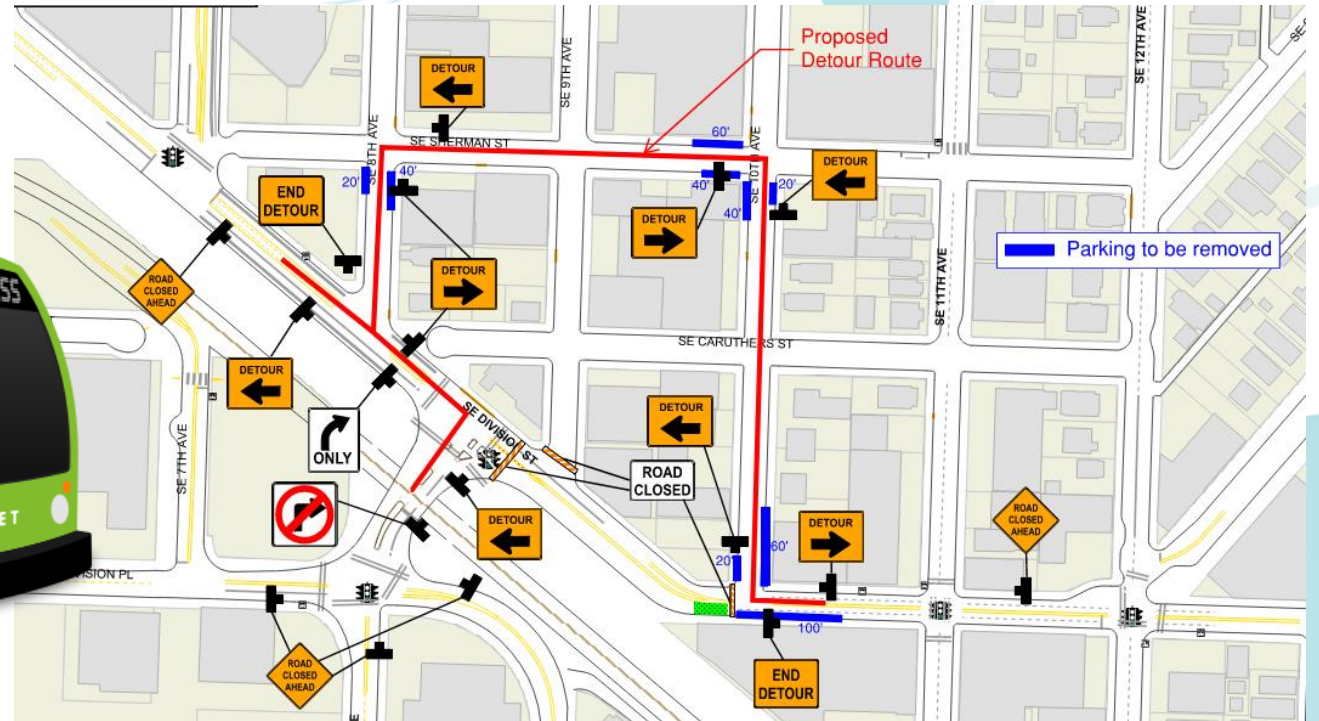 Proposed
Detour Route
DETOUR
SE 9TH AVE
SE 12TH AVE
SE SHERMAN ST
SE 8TH AVE
60'
SE 10TH AVE
20'
40'
40'
40'
20'
DETOUR
END
DETOUR
DETOUR
Parking to be removed
DETOUR
ROAD
CLOSED
AHEAD
SE 11TH AVE
SE CARUTHERS ST
DETOUR
ONLY
SE DIVISION ST
DETOUR
ROAD
CLOSED
SE 7TH AVE
DETOUR
DETOUR
ROAD
CLOSED
AHEAD
60'
20'
100'
ROAD
CLOSED
AHEAD
END
DETOUR